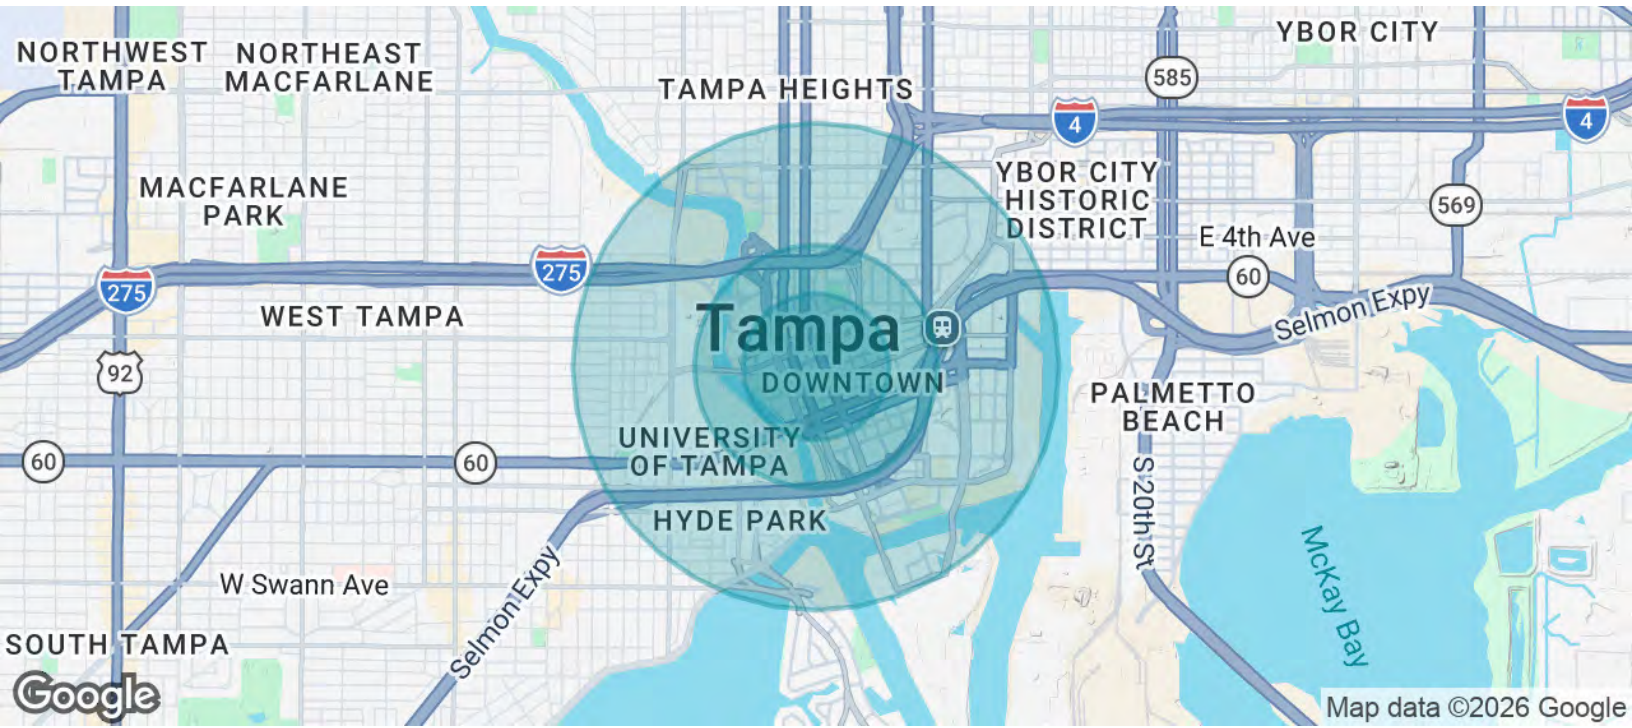 YBOR CITY
NORTHWEST
TAMPA
NORTHEAST
MACFARLANE
TAMPA HEIGHTS
585
4
4
YBOR CITY
HISTORIC
DISTRICT
MACFARLANE
PARK
569
E 4th Ave
275
275
60
WEST TAMPA
Selmon Expy
Tampa
92
DOWNTOWN
PALMETTO
BEACH
UNIVERSITY
OF TAMPA
60
60
S 20th St
HYDE PARK
McKay Bay
W Swann Ave
Selmon Expy
SOUTH TAMPA
Google
Map data ©2026 Google